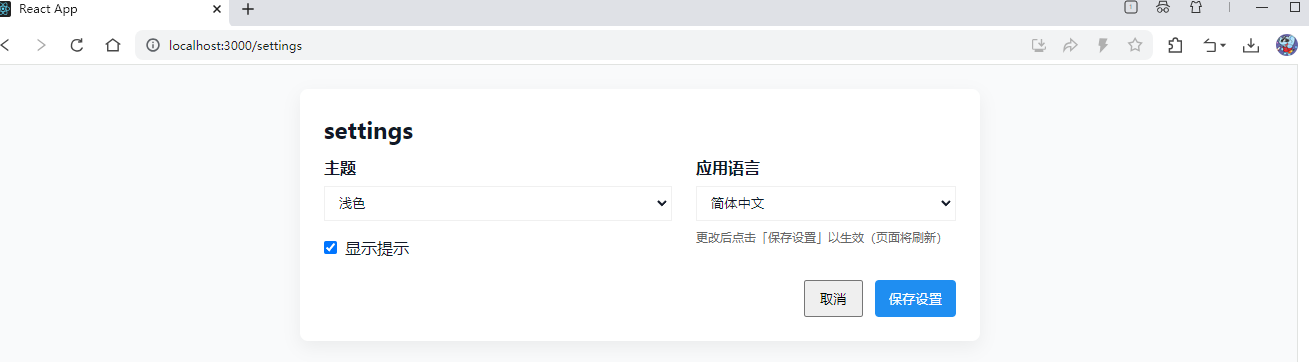 React App
localhost:3000/settings
settings
主题
应用语言
浅色
简体中文
更改后点击「保存设置」以生效（页面将刷新）
显示提示
取消
保存设置